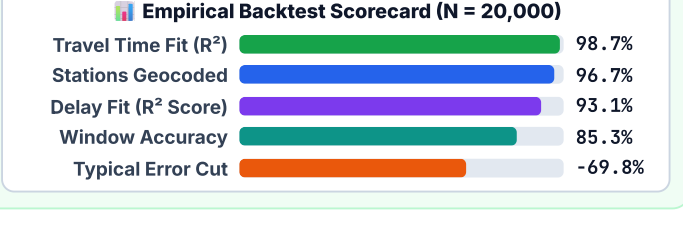 📊 Empirical Backtest Scorecard (N = 20,000)
Travel Time Fit (R²) 98.7%
Stations Geocoded 96.7%
Delay Fit (R² Score) 93.1%
Window Accuracy 85.3%
Typical Error Cut -69.8%